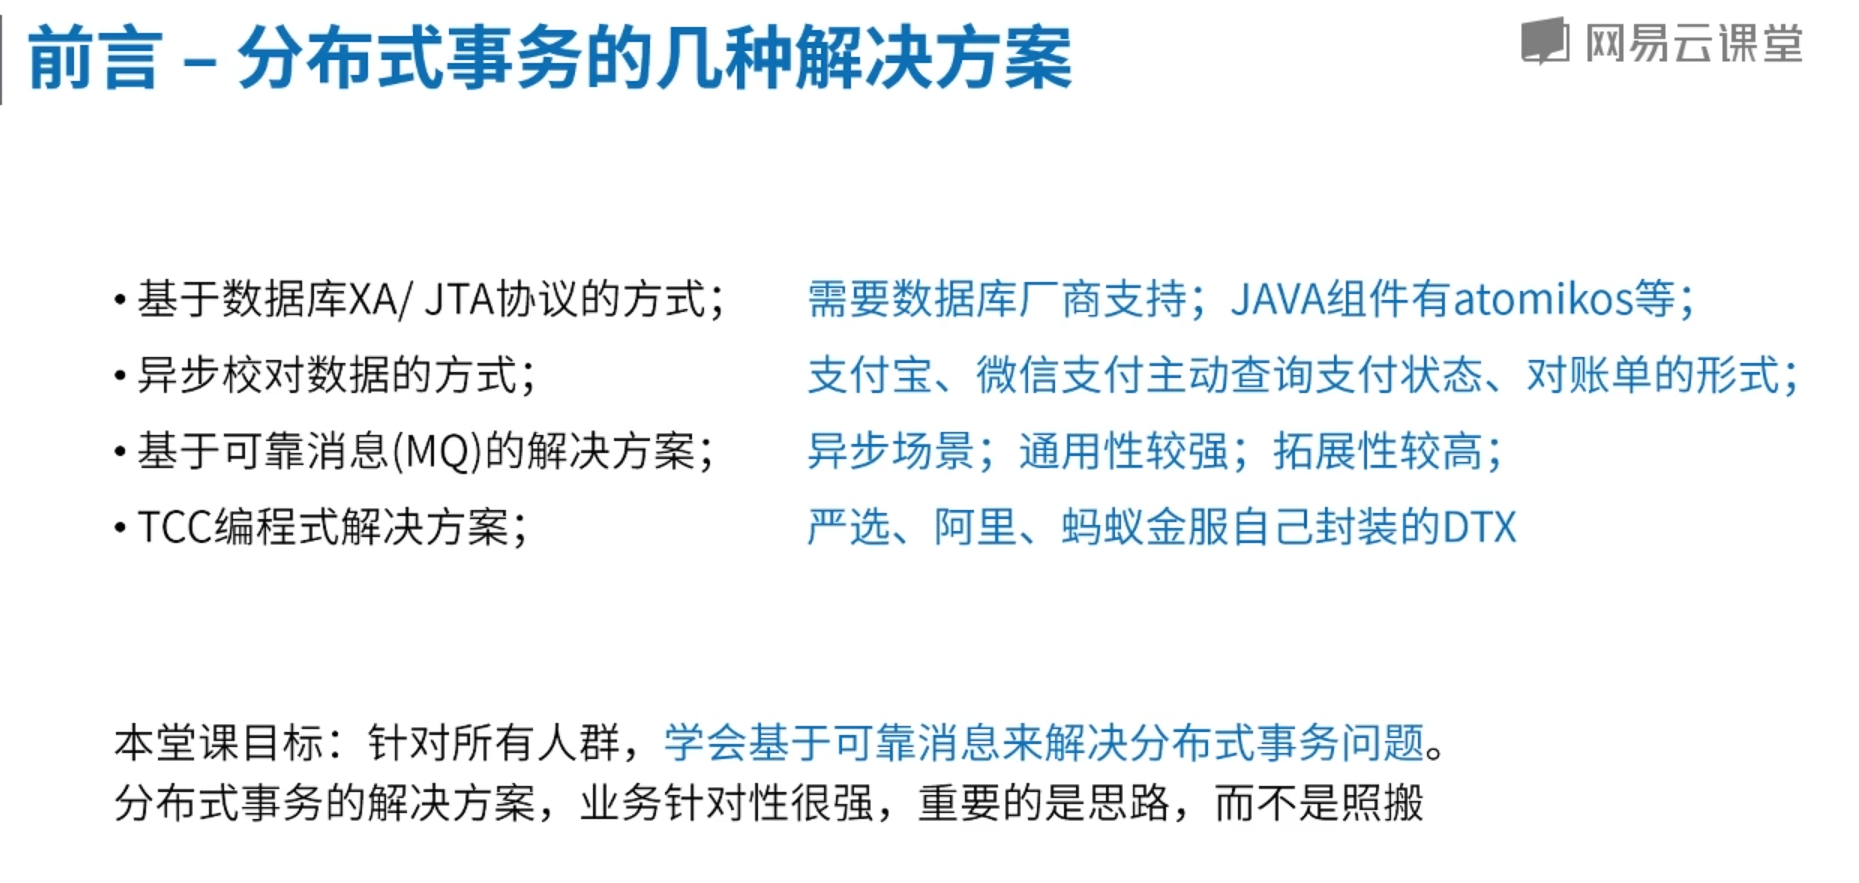 前言 – 分布式事务的几种解决方案
网易云课堂
• 基于数据库XA/ JTA协议的方式； 需要数据库厂商支持；JAVA组件有atomikos等；
• 异步校对数据的方式； 支付宝、微信支付主动查询支付状态、对账单的形式；
• 基于可靠消息(MQ)的解决方案； 异步场景；通用性较强；拓展性较高；
• TCC编程式解决方案； 严选、阿里、蚂蚁金服自己封装的DTX
本堂课目标：针对所有人群，学会基于可靠消息来解决分布式事务问题。
分布式事务的解决方案，业务针对性很强，重要的是思路，而不是照搬